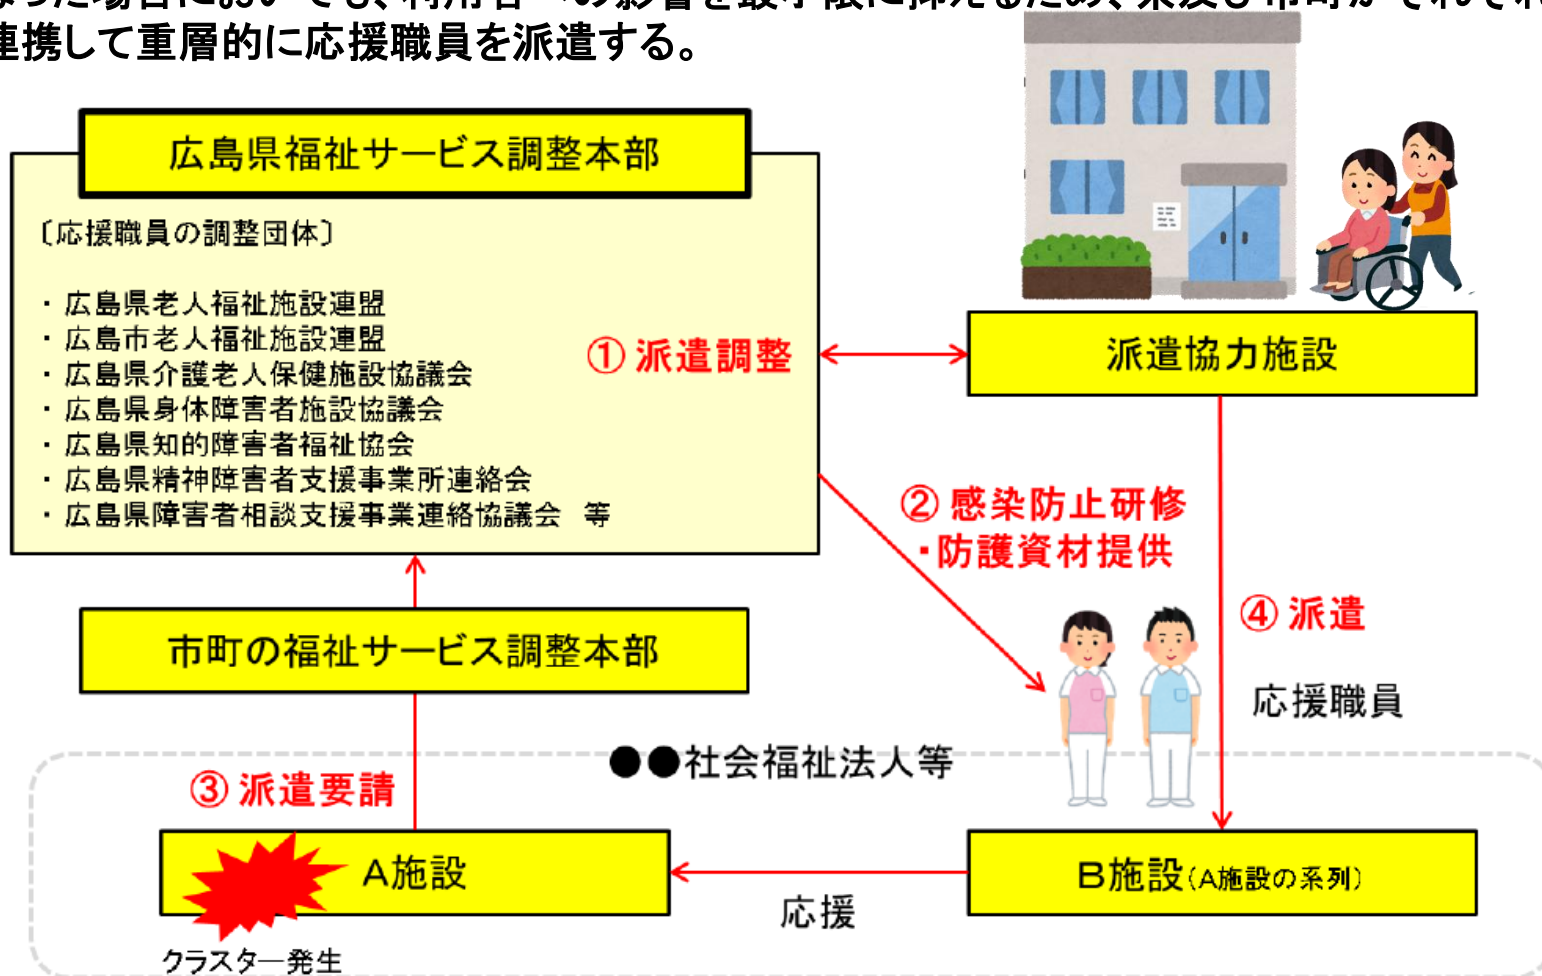 連携して重層的に応援職員を派遣する。
広島県福祉サービス調整本部
〔応援職員の調整団体〕
・広島県老人福祉施設連盟
・広島市老人福祉施設連盟
・広島県介護老人保健施設協議会
・広島県身体障害者施設協議会
・広島県知的障害者福祉協会
・広島県精神障害者支援事業所連絡会
・広島県障害者相談支援事業連絡協議会 等
① 派遣調整
派遣協力施設
② 感染防止研修
・防護資材提供
市町の福祉サービス調整本部
④ 派遣
応援職員
●●社会福祉法人等
③ 派遣要請
A施設
クラスター発生
応援
B施設(A施設の系列)